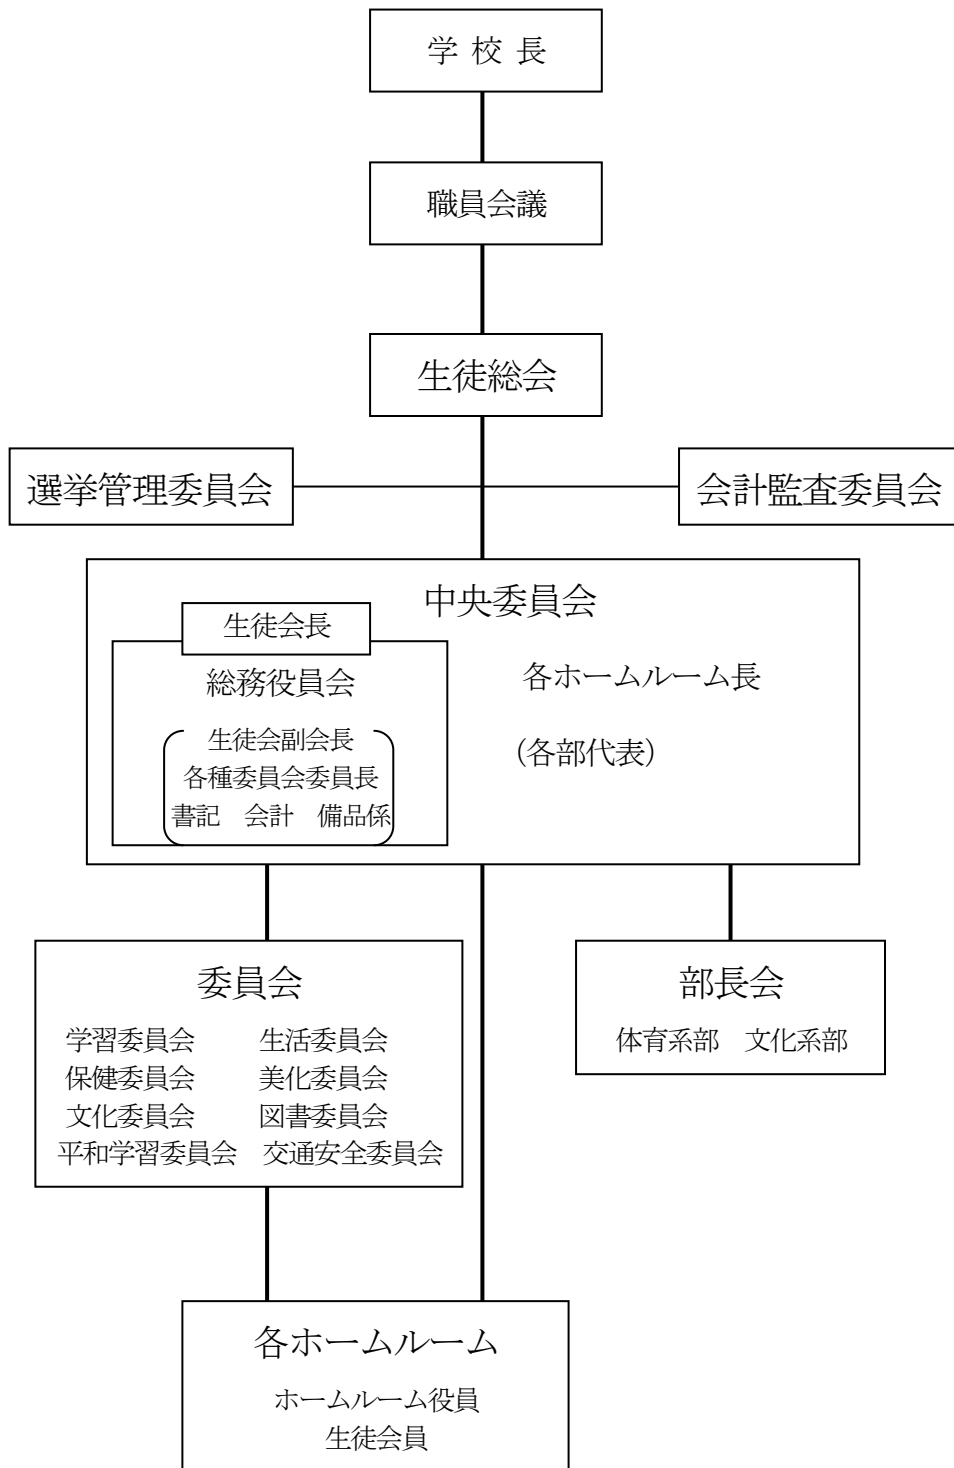 学 校 長
職員会議
生徒総会
選挙管理委員会
会計監査委員会
中央委員会
生徒会長
総務役員会
生徒会副会長
各種委員会委員長
書記　会計　備品係
各ホームルーム長
（各部代表）
委員会
学習委員会　生活委員会
保健委員会　美化委員会
文化委員会　図書委員会
平和学習委員会　交通安全委員会
部長会
体育系部　文化系部
各ホームルーム
ホームルーム役員
生徒会員